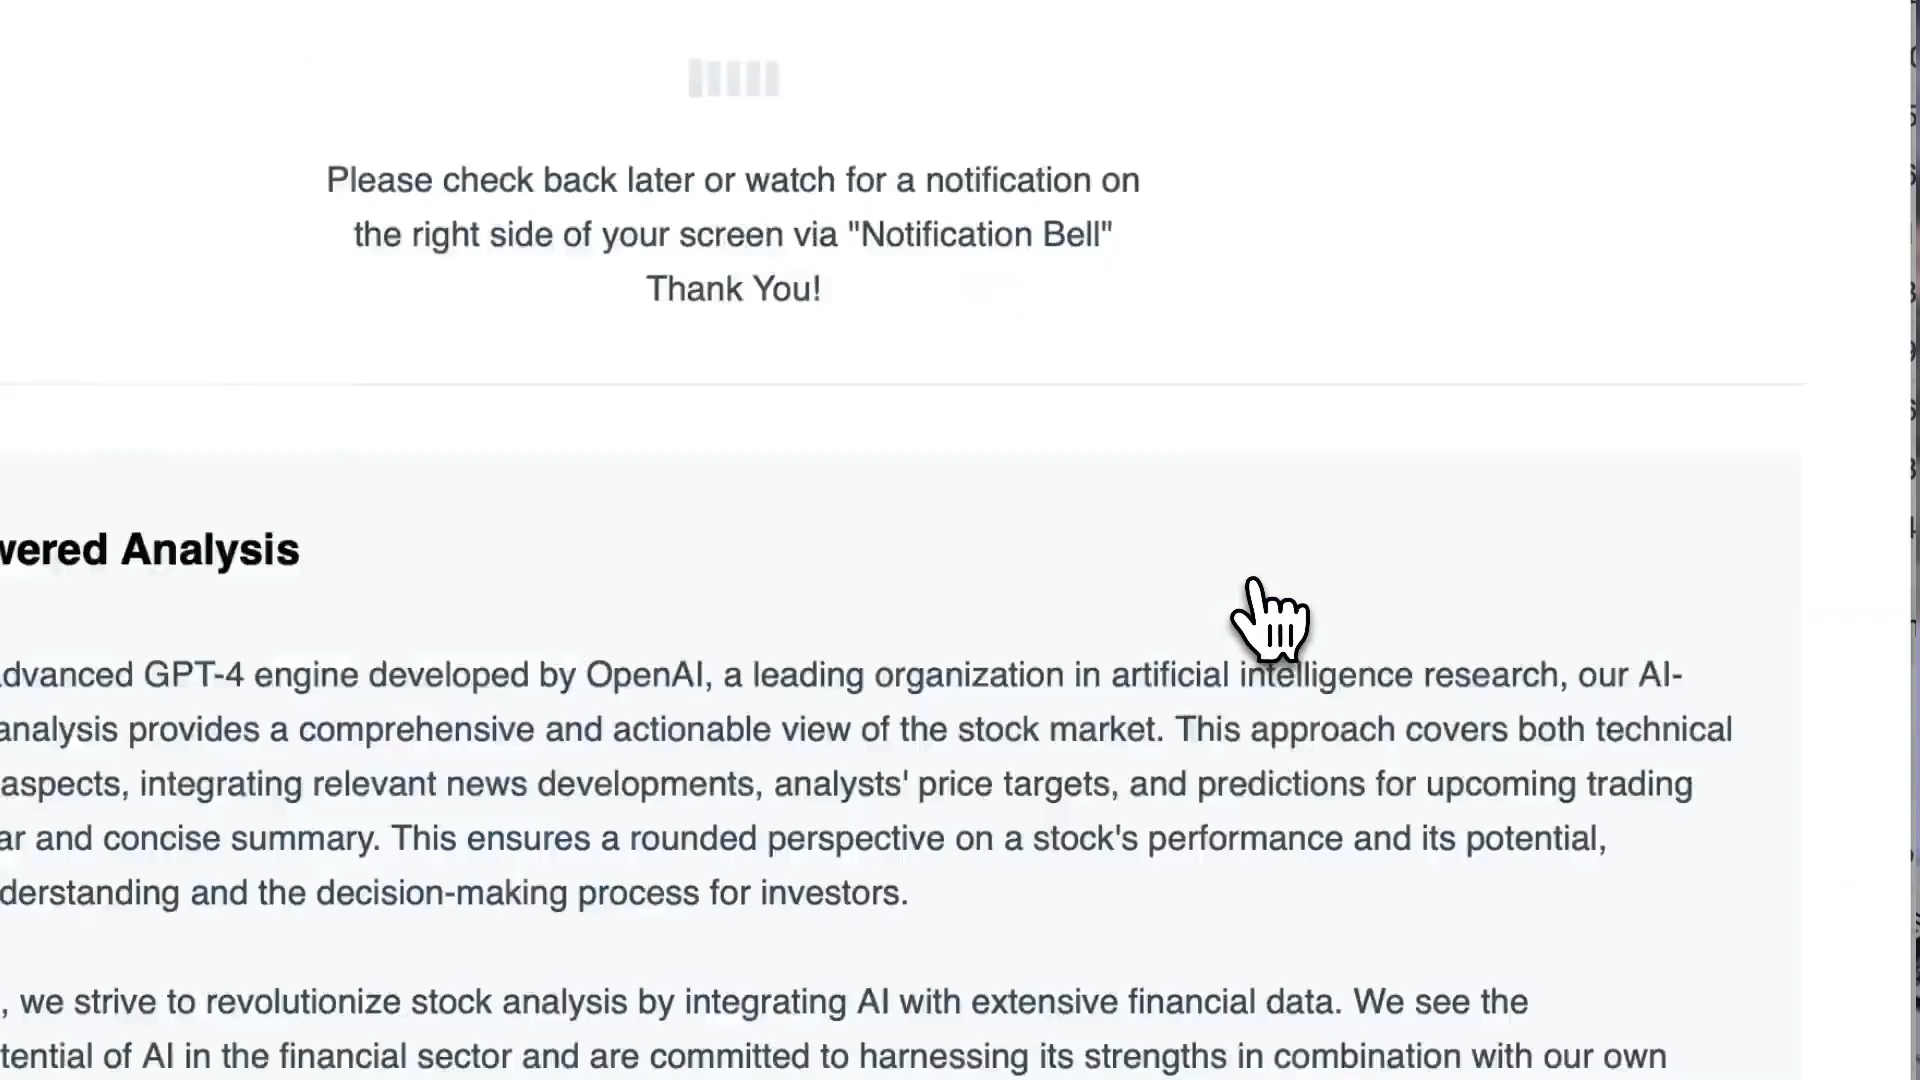 Please check back later or watch for a notification on
the right side of your screen via "Notification Bell"
Thank You!
Analysis
GPT-4 engine developed by OpenAI, a leading organization in artificial intelligence research, our AI-
analysis provides a comprehensive and actionable view of the stock market. This approach covers both technical
aspects, integrating relevant news developments, analysts' price targets, and predictions for upcoming trading
and concise summary. This ensures a rounded perspective on a stock's performance and its potential,
and the decision-making process for investors.
, we strive to revolutionize stock analysis by integrating AI with extensive financial data. We see the
of AI in the financial sector and are committed to harnessing its strengths in combination with our own